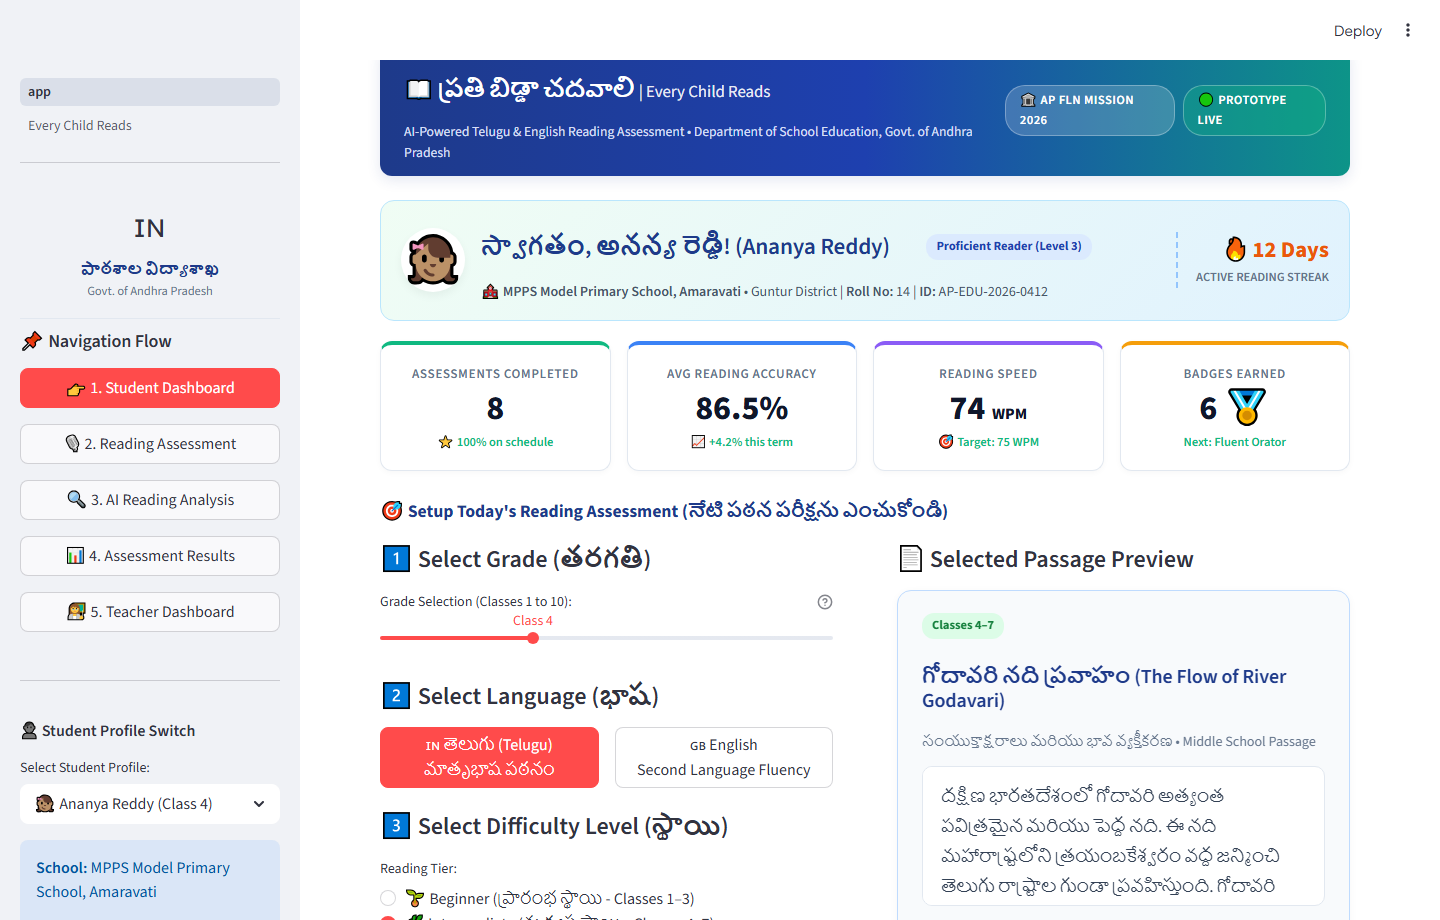 Deploy
app
Every Child Reads
IN
పాఠశాల విద్యాశాఖ
Govt. of Andhra Pradesh
📌 Navigation Flow
👉 1. Student Dashboard
🎙️ 2. Reading Assessment
🔍 3. AI Reading Analysis
📊 4. Assessment Results
👩‍🏫 5. Teacher Dashboard
👤 Student Profile Switch
Select Student Profile:
👧🏽 Ananya Reddy (Class 4)
School: MPPS Model Primary
School, Amaravati
📖 ప్రతి బిడ్డా చదవాలి | Every Child Reads
AI-Powered Telugu & English Reading Assessment • Department of School Education, Govt. of Andhra
Pradesh
🏛️ AP FLN MISSION
2026
🟢 PROTOTYPE
LIVE
స్వాగతం, అనన్య రెడ్డి! (Ananya Reddy)
Proficient Reader (Level 3)
🏫 MPPS Model Primary School, Amaravati • Guntur District | Roll No: 14 | ID: AP-EDU-2026-0412
🔥 12 Days
ACTIVE READING STREAK
ASSESSMENTS COMPLETED
8
⭐ 100% on schedule
AVG READING ACCURACY
86.5%
📈 +4.2% this term
READING SPEED
74 WPM
🎯 Target: 75 WPM
BADGES EARNED
6 🏅
Next: Fluent Orator
🎯 Setup Today's Reading Assessment (నేటి పఠన పరీక్షను ఎంచుకోండి)
1 Select Grade (తరగతి)
Grade Selection (Classes 1 to 10):
Class 4
2 Select Language (భాష)
IN తెలుగు (Telugu)
మాతృభాష పఠనం
GB English
Second Language Fluency
3 Select Difficulty Level (స్థాయి)
Reading Tier:
🌱 Beginner (ప్రారంభ స్థాయి - Classes 1–3)
📄 Selected Passage Preview
Classes 4–7
గోదావరి నది ప్రవాహం (The Flow of River
Godavari)
సంయుక్తాక్షరాలు మరియు భావ వ్యక్తీకరణ • Middle School Passage
దక్షిణ భారతదేశంలో గోదావరి అత్యంత
పవిత్రమైన మరియు పెద్ద నది. ఈ నది
మహారాష్ట్రలోని త్రయంబకేశ్వరం వద్ద జన్మించి
తెలుగు రాష్ట్రాల గుండా ప్రవహిస్తుంది. గోదావరి